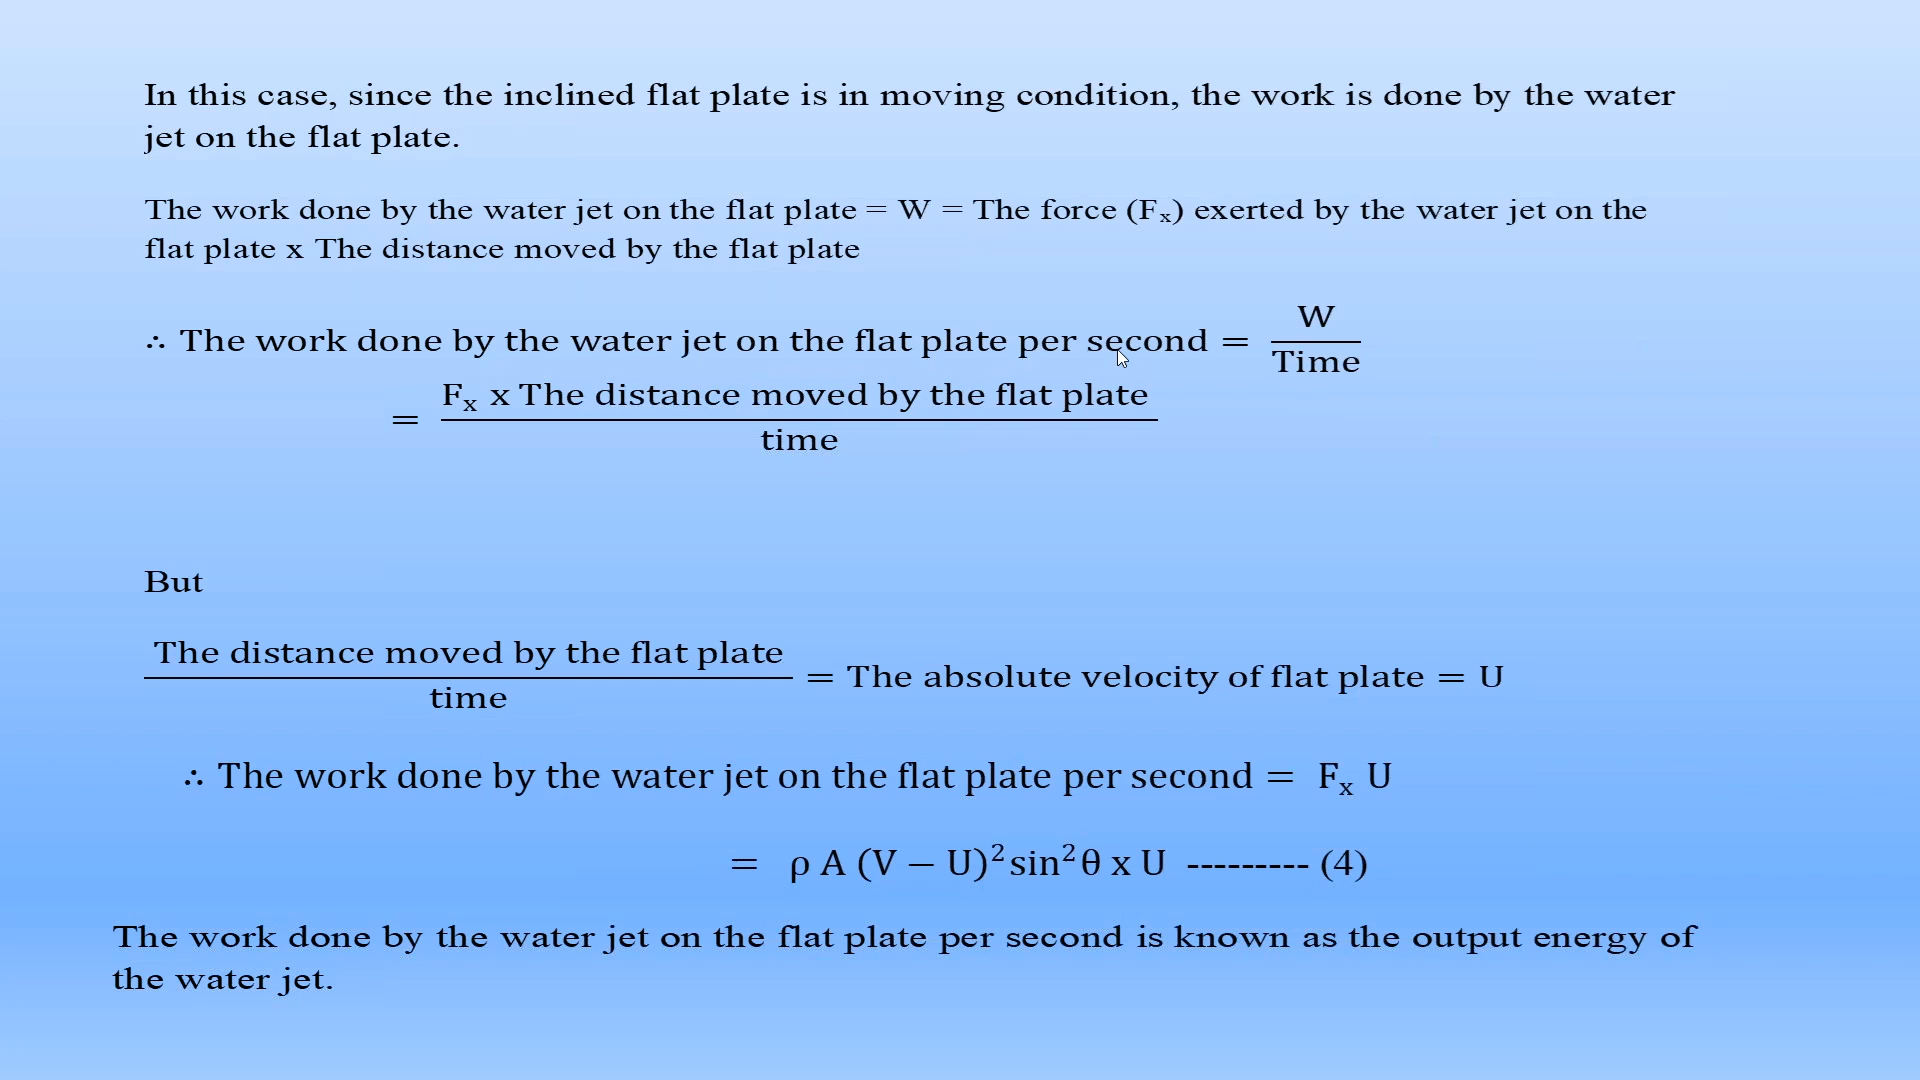 In this case, since the inclined flat plate is in moving condition, the work is done by the water
jet on the flat plate.
The work done by the water jet on the flat plate = W = The force (Fₓ) exerted by the water jet on the
flat plate x The distance moved by the flat plate
∴ The work done by the water jet on the flat plate per second = W / Time
= Fₓ x The distance moved by the flat plate / time
But
The distance moved by the flat plate / time = The absolute velocity of flat plate = U
∴ The work done by the water jet on the flat plate per second = Fₓ U
= ρ A (V − U)²sin²θ x U --------- (4)
The work done by the water jet on the flat plate per second is known as the output energy of
the water jet.